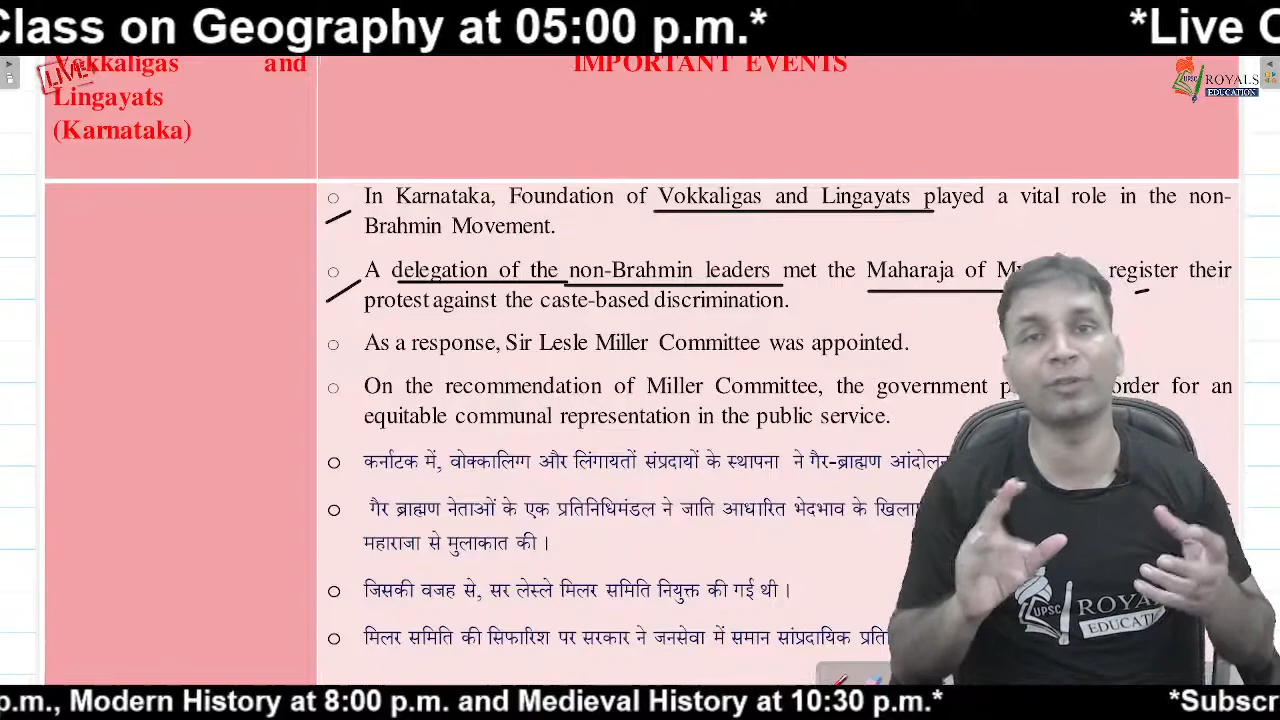 Class on Geography at 05:00 p.m.* *Live C
LIVE
Vokkaligas and
Lingayats
(Karnataka)
IMPORTANT EVENTS
UPSC ROYALS
EDUCATION
In Karnataka, Foundation of Vokkaligas and Lingayats played a vital role in the non-
Brahmin Movement.
A delegation of the non-Brahmin leaders met the Maharaja of register their
protest against the caste-based discrimination.
As a response, Sir Lesle Miller Committee was appointed.
On the recommendation of Miller Committee, the government order for an
equitable communal representation in the public service.
कर्नाटक में, वोक्कालिग्ग और लिंगायतों संप्रदायों के स्थापना ने गैर-ब्राह्मण आंदोलन
गैर ब्राह्मण नेताओं के एक प्रतिनिधिमंडल ने जाति आधारित भेदभाव के
महाराजा से मुलाकात की।
जिसकी वजह से, सर लेस्ले मिलर समिति नियुक्त की गई थी।
मिलर समिति की सिफारिश पर सरकार ने जनसेवा में समान सांप्रदायिक
UPSC ROYA
EDUCATION
p.m., Modern History at 8:00 p.m. and Medieval History at 10:30 p.m.* *Subscr